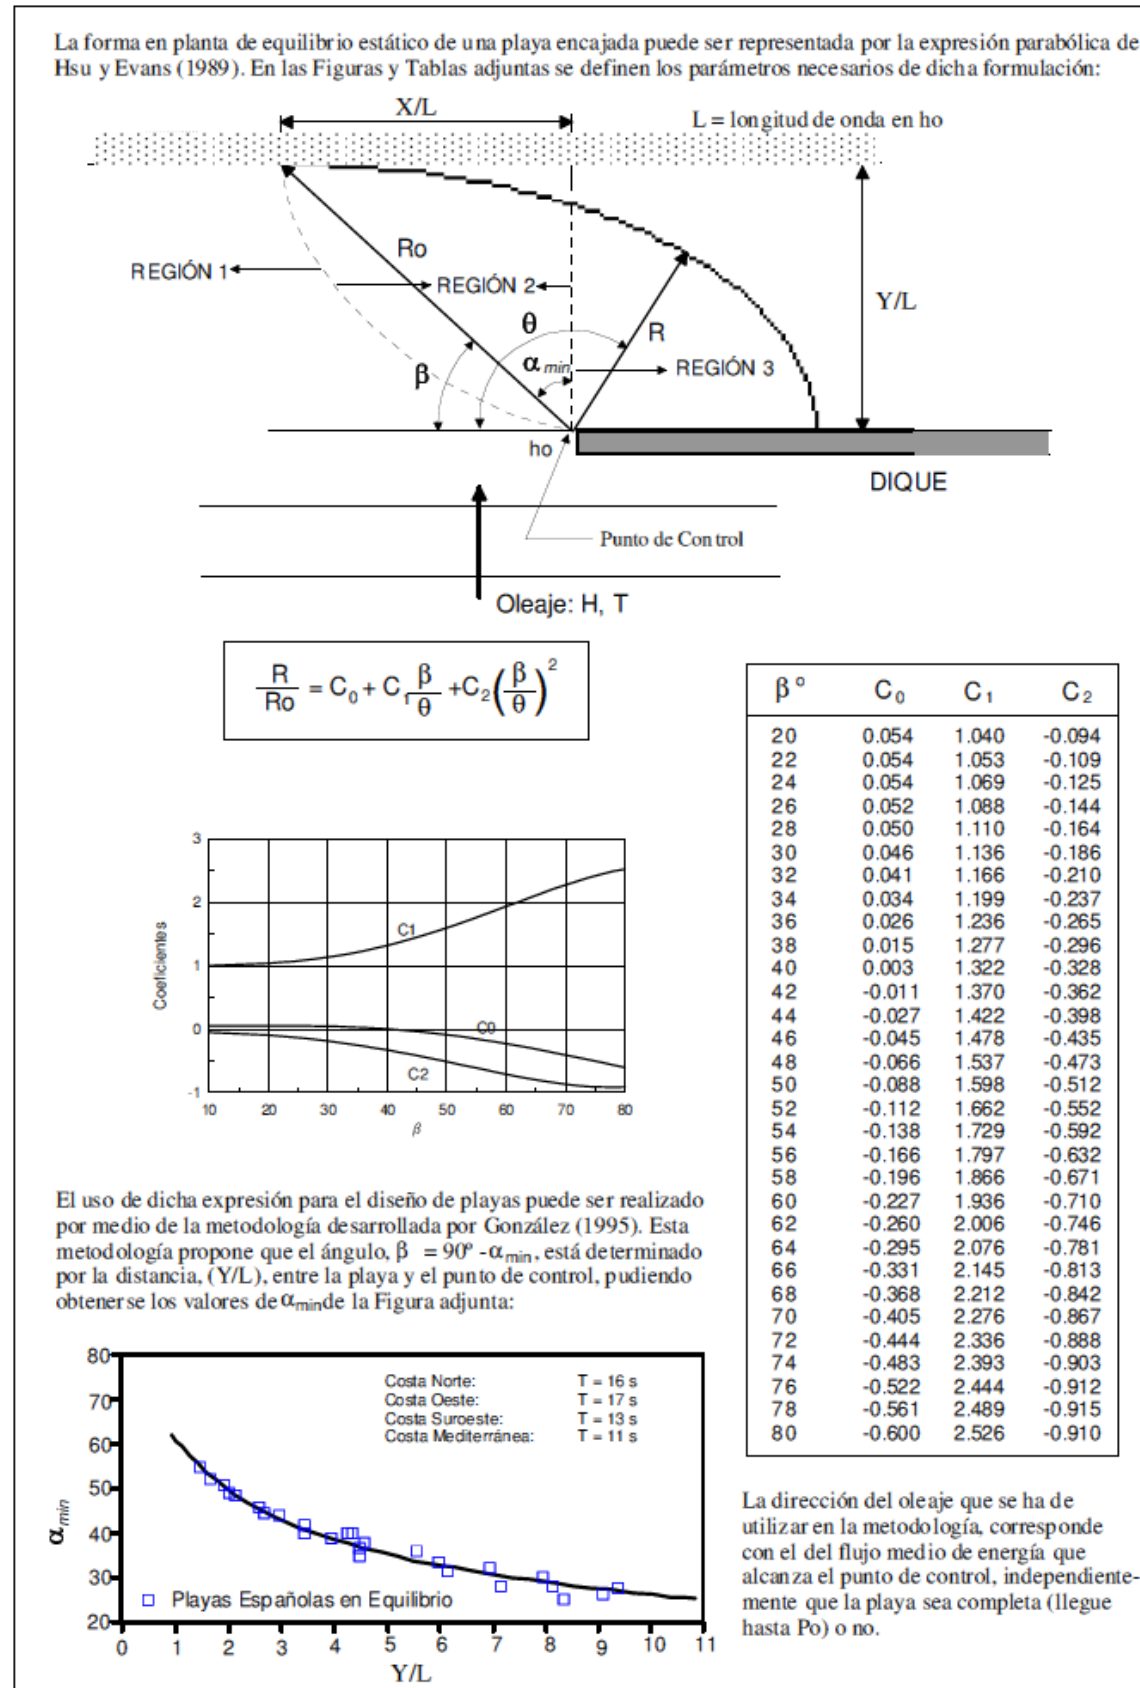 La forma en planta de equilibrio estático de una playa encajada puede ser representada por la expresión parabólica de
Hsu y Evans (1989). En las Figuras y Tablas adjuntas se definen los parámetros necesarios de dicha formulación:
X/L
L = longitud de onda en ho
Ro
REGIÓN 1
REGIÓN 2
Y/L
θ
R
α min
REGIÓN 3
β
ho
DIQUE
Punto de Control
Oleaje: H, T
R/Ro = C0 + C1 β/θ + C2 (β/θ)²
β° C0 C1 C2
20 0.054 1.040 -0.094
22 0.054 1.053 -0.109
24 0.054 1.069 -0.125
26 0.052 1.088 -0.144
28 0.050 1.110 -0.164
30 0.046 1.136 -0.186
32 0.041 1.166 -0.210
34 0.034 1.199 -0.237
36 0.026 1.236 -0.265
38 0.015 1.277 -0.296
40 0.003 1.322 -0.328
42 -0.011 1.370 -0.362
44 -0.027 1.422 -0.398
46 -0.045 1.478 -0.435
48 -0.066 1.537 -0.473
50 -0.088 1.598 -0.512
52 -0.112 1.662 -0.552
54 -0.138 1.729 -0.592
56 -0.166 1.797 -0.632
58 -0.196 1.866 -0.671
60 -0.227 1.936 -0.710
62 -0.260 2.006 -0.746
64 -0.295 2.076 -0.781
66 -0.331 2.145 -0.813
68 -0.368 2.212 -0.842
70 -0.405 2.276 -0.867
72 -0.444 2.336 -0.888
74 -0.483 2.393 -0.903
76 -0.522 2.444 -0.912
78 -0.561 2.489 -0.915
80 -0.600 2.526 -0.910
3
2
1
0
-1
Coeficientes
C1
C0
C2
10 20 30 40 50 60 70 80
β
El uso de dicha expresión para el diseño de playas puede ser realizado
por medio de la metodología desarrollada por González (1995). Esta
metodología propone que el ángulo, β = 90º - αmin, está determinado
por la distancia, (Y/L), entre la playa y el punto de control, pudiendo
obtenerse los valores de αmin de la Figura adjunta:
80
70
60
50
40
30
20
αmin
Costa Norte: T = 16 s
Costa Oeste: T = 17 s
Costa Suroeste: T = 13 s
Costa Mediterránea: T = 11 s
Playas Españolas en Equilibrio
0 1 2 3 4 5 6 7 8 9 10 11
Y/L
La dirección del oleaje que se ha de
utilizar en la metodología, corresponde
con el del flujo medio de energía que
alcanza el punto de control, independiente-
mente que la playa sea completa (llegue
hasta Po) o no.